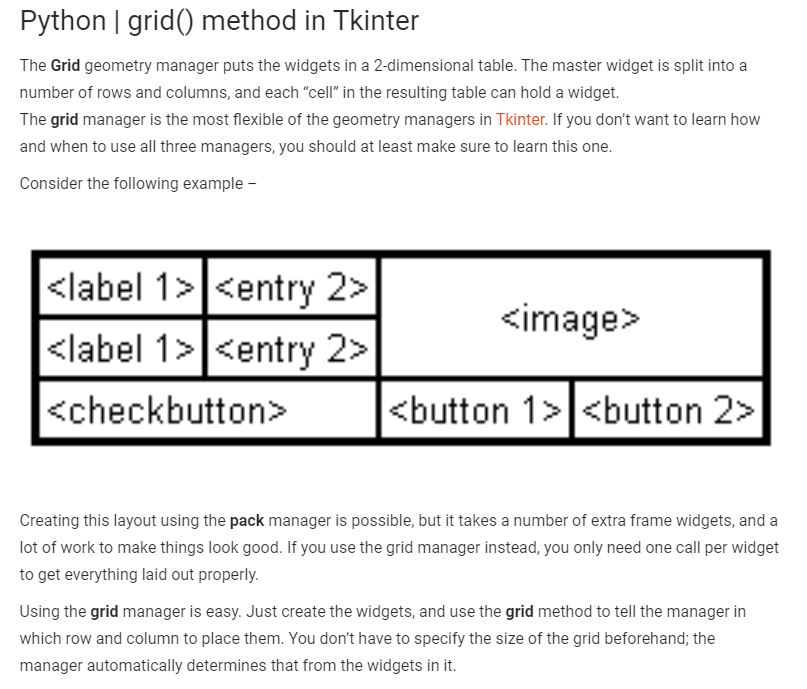 Python | grid() method in Tkinter
The Grid geometry manager puts the widgets in a 2-dimensional table. The master widget is split into a
number of rows and columns, and each “cell” in the resulting table can hold a widget.
The grid manager is the most flexible of the geometry managers in Tkinter. If you don’t want to learn how
and when to use all three managers, you should at least make sure to learn this one.
Consider the following example –
<label 1> <entry 2>
<image>
<label 1> <entry 2>
<checkbutton> <button 1> <button 2>
Creating this layout using the pack manager is possible, but it takes a number of extra frame widgets, and a
lot of work to make things look good. If you use the grid manager instead, you only need one call per widget
to get everything laid out properly.
Using the grid manager is easy. Just create the widgets, and use the grid method to tell the manager in
which row and column to place them. You don’t have to specify the size of the grid beforehand; the
manager automatically determines that from the widgets in it.